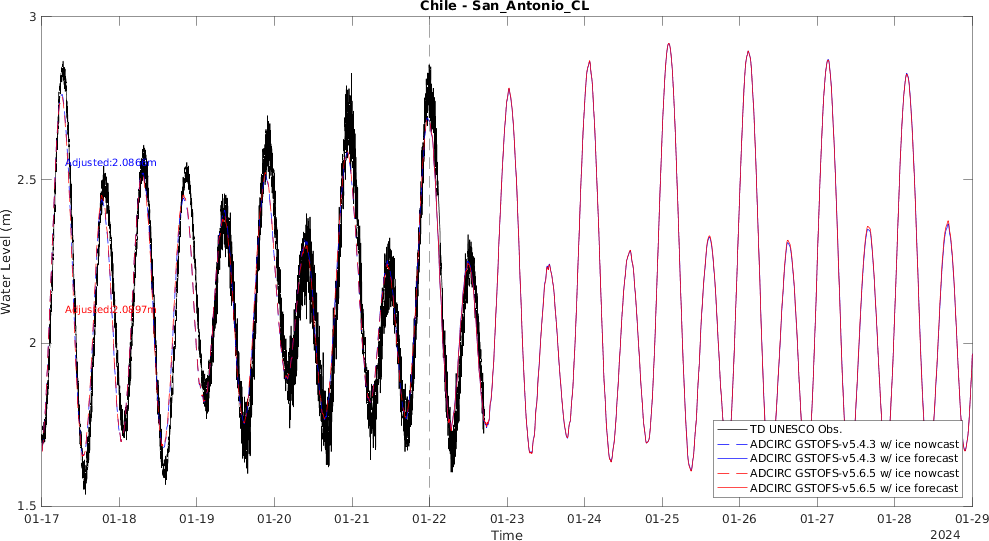 Chile - San_Antonio_CL
3
2.5
2
1.5
Water Level (m)
Adjusted:2.0897m
01-17
01-18
01-19
01-20
01-21
01-22
01-23
01-24
01-25
01-26
01-27
01-28
01-29
Time
2024
TD UNESCO Obs.
ADCIRC GSTOFS-v5.4.3 w/ ice nowcast
ADCIRC GSTOFS-v5.4.3 w/ ice forecast
ADCIRC GSTOFS-v5.6.5 w/ ice nowcast
ADCIRC GSTOFS-v5.6.5 w/ ice forecast